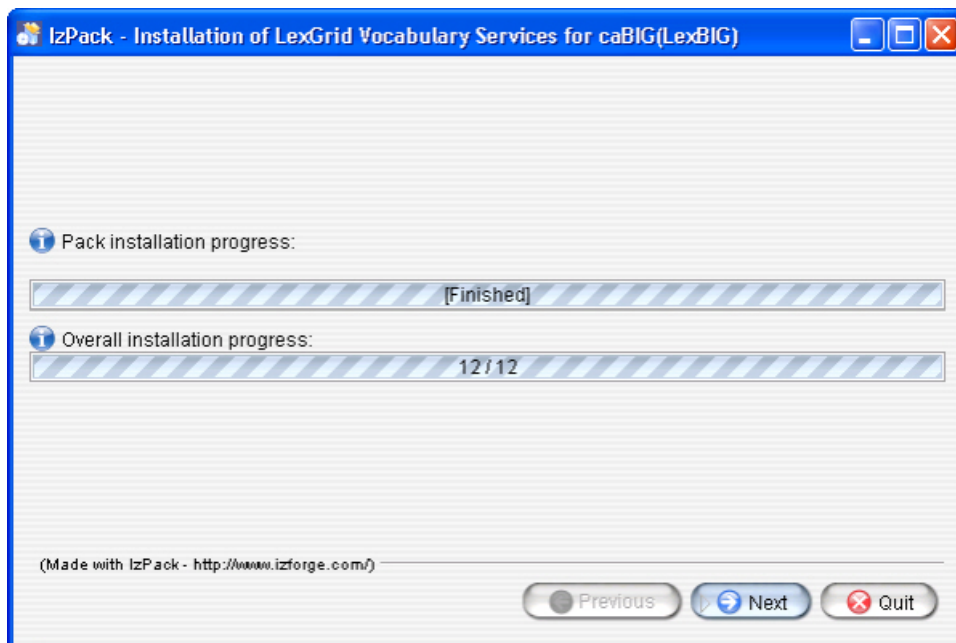 IzPack - Installation of LexGrid Vocabulary Services for caBIG(LexBIG)
Pack installation progress:
[Finished]
Overall installation progress:
12 / 12
(Made with IzPack - http://www.izforge.com/)
Previous Next Quit